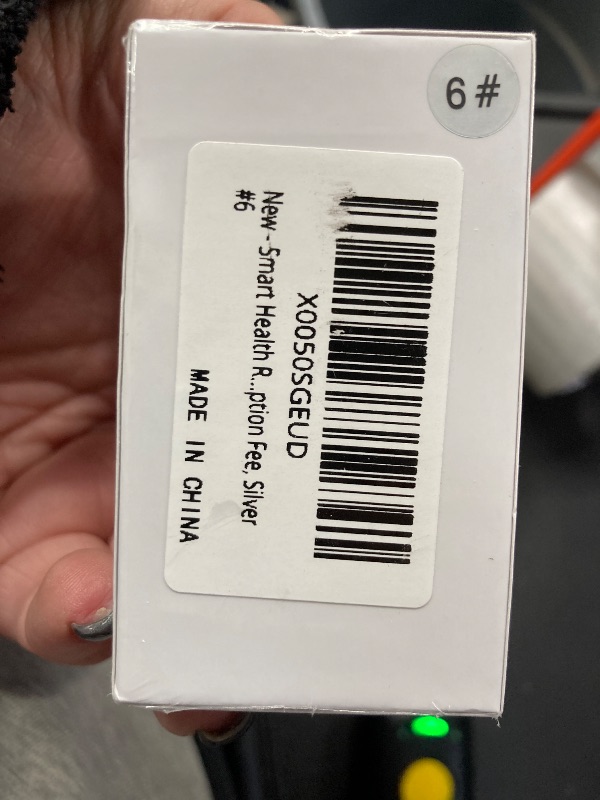 6#
X0050SGEUD
New - Smart Health R...ption Fee, Silver
#6
MADE IN CHINA